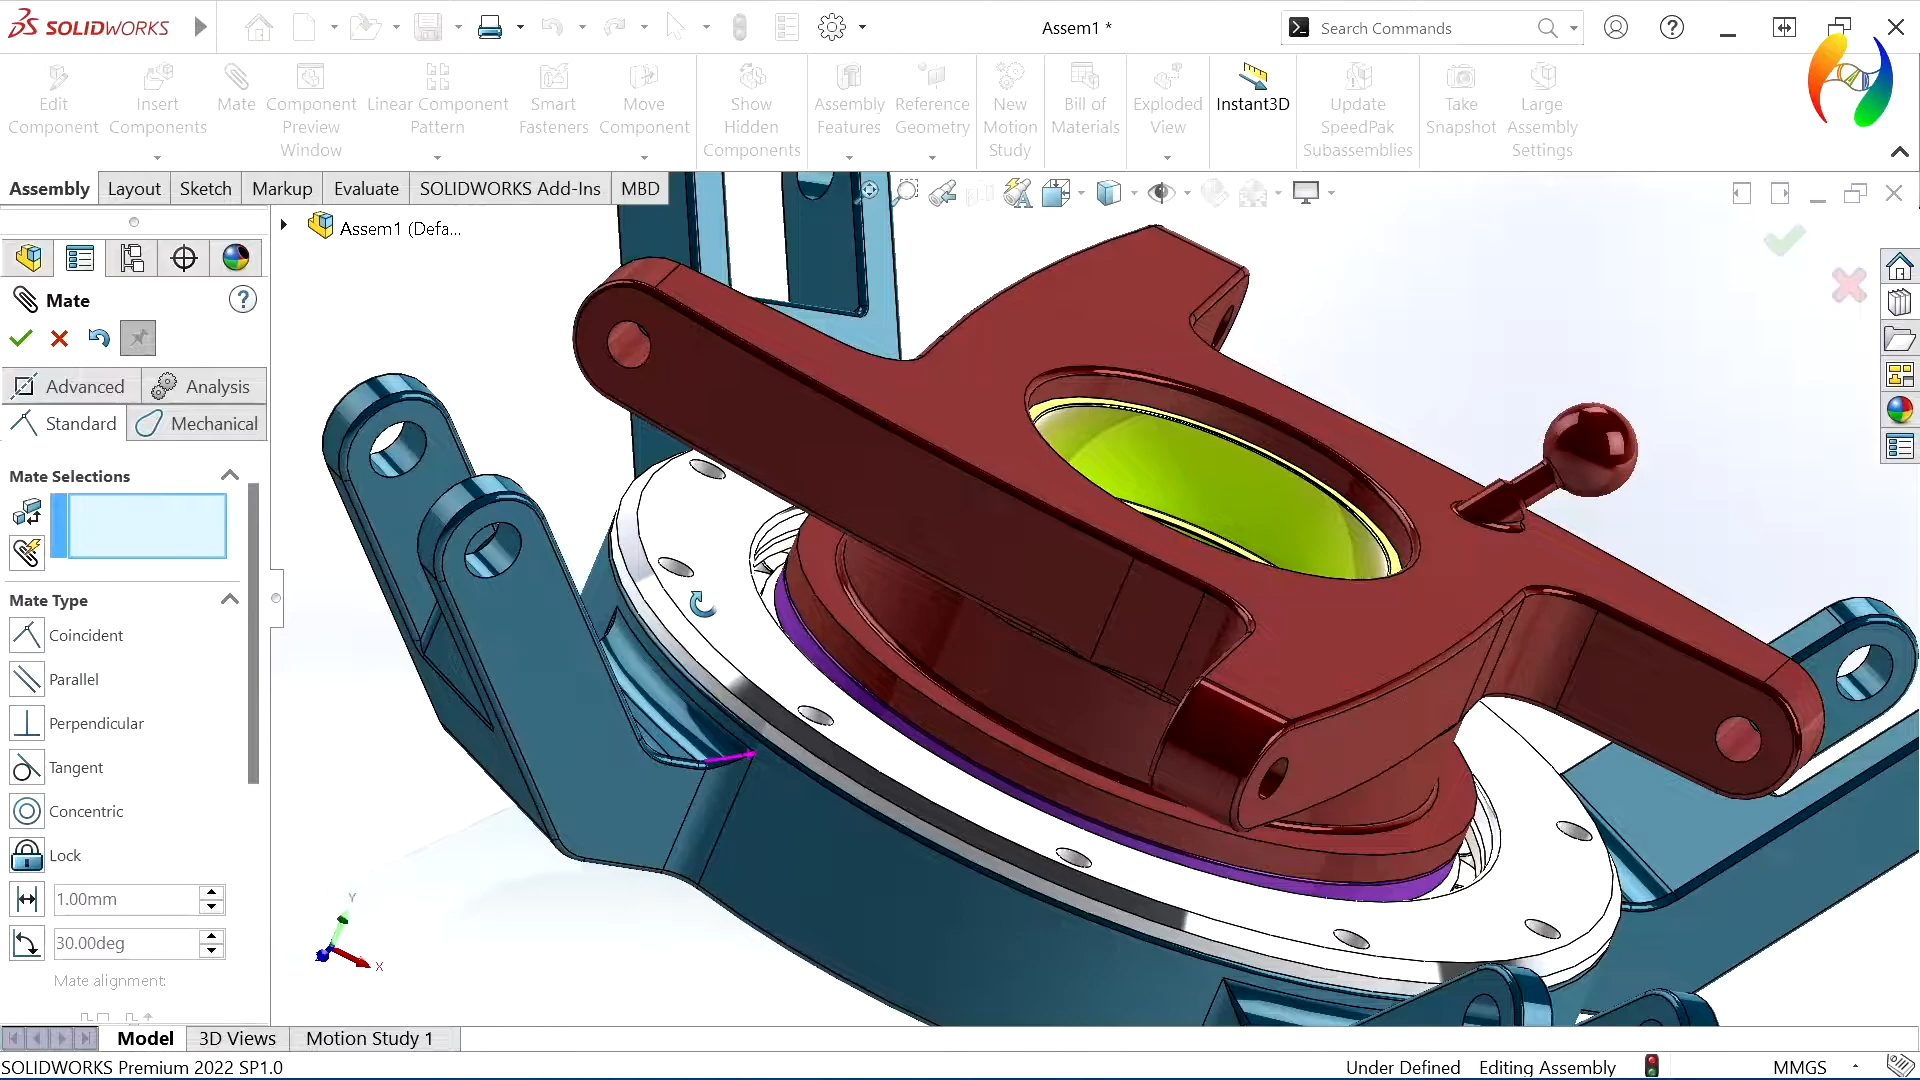 SOLIDWORKS
Assem1 *
Search Commands
Edit Component
Insert Components
Mate
Component Preview Window
Linear Component Pattern
Smart Fasteners
Move Component
Show Hidden Components
Assembly Features
Reference Geometry
New Motion Study
Bill of Materials
Exploded View
Instant3D
Update SpeedPak Subassemblies
Take Snapshot
Large Assembly Settings
Assembly
Layout
Sketch
Markup
Evaluate
SOLIDWORKS Add-Ins
MBD
Assem1 (Defa...
Mate
Advanced
Analysis
Standard
Mechanical
Mate Selections
Mate Type
Coincident
Parallel
Perpendicular
Tangent
Concentric
Lock
1.00mm
30.00deg
Mate alignment:
Y
X
Model
3D Views
Motion Study 1
SOLIDWORKS Premium 2022 SP1.0
Under Defined
Editing Assembly
MMGS